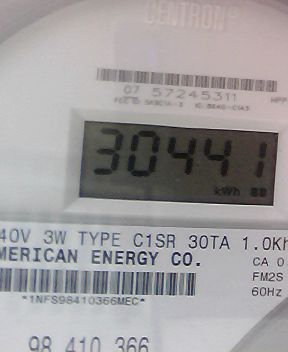 CENTRON®
07 57245311
30441
kWh
40V 3W TYPE C1SR 30TA 1.0Kh
MERICAN ENERGY CO.
CA 0
FM2S
60Hz
*1NFS98410366MEC*
98 410 366